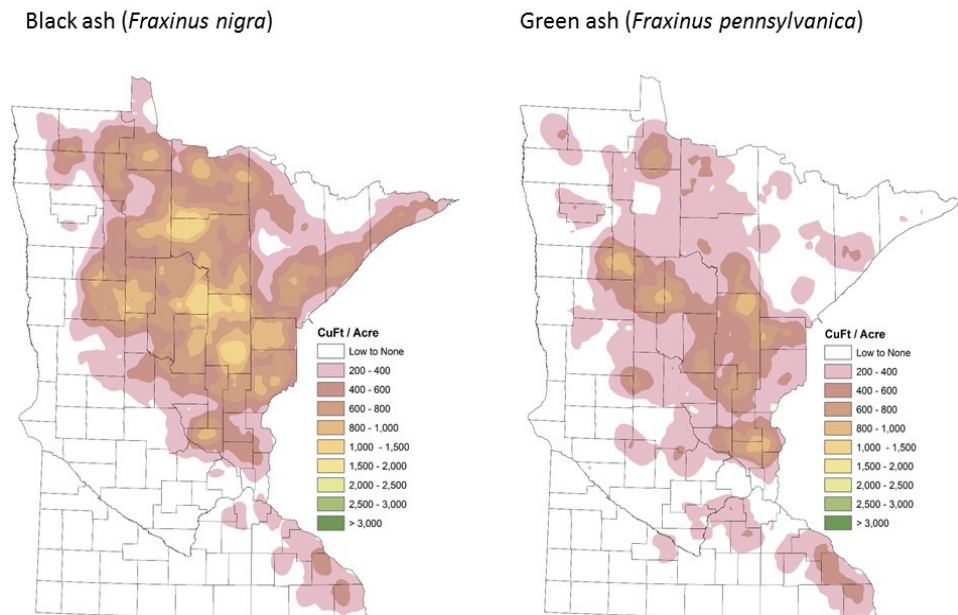 Black ash (Fraxinus nigra)
Green ash (Fraxinus pennsylvanica)
CuFt / Acre
Low to None
200 - 400
400 - 600
600 - 800
800 - 1,000
1,000 - 1,500
1,500 - 2,000
2,000 - 2,500
2,500 - 3,000
> 3,000
CuFt / Acre
Low to None
200 - 400
400 - 600
600 - 800
800 - 1,000
1,000 - 1,500
1,500 - 2,000
2,000 - 2,500
2,500 - 3,000
> 3,000